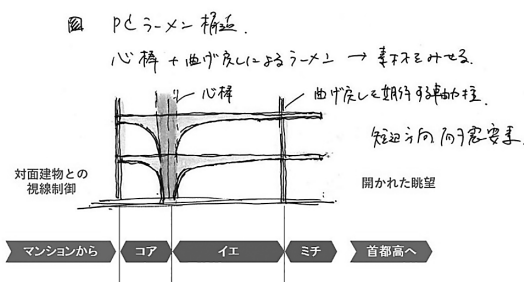 PCラーメン構造.
心棒 + 曲げ戻しによるラーメン → 素材をみせる.
心棒
曲げ戻しを期待する軸力柱.
短辺方向 耐震要素.
対面建物との
視線制御
開かれた眺望
マンションから
コア
イエ
ミチ
首都高へ